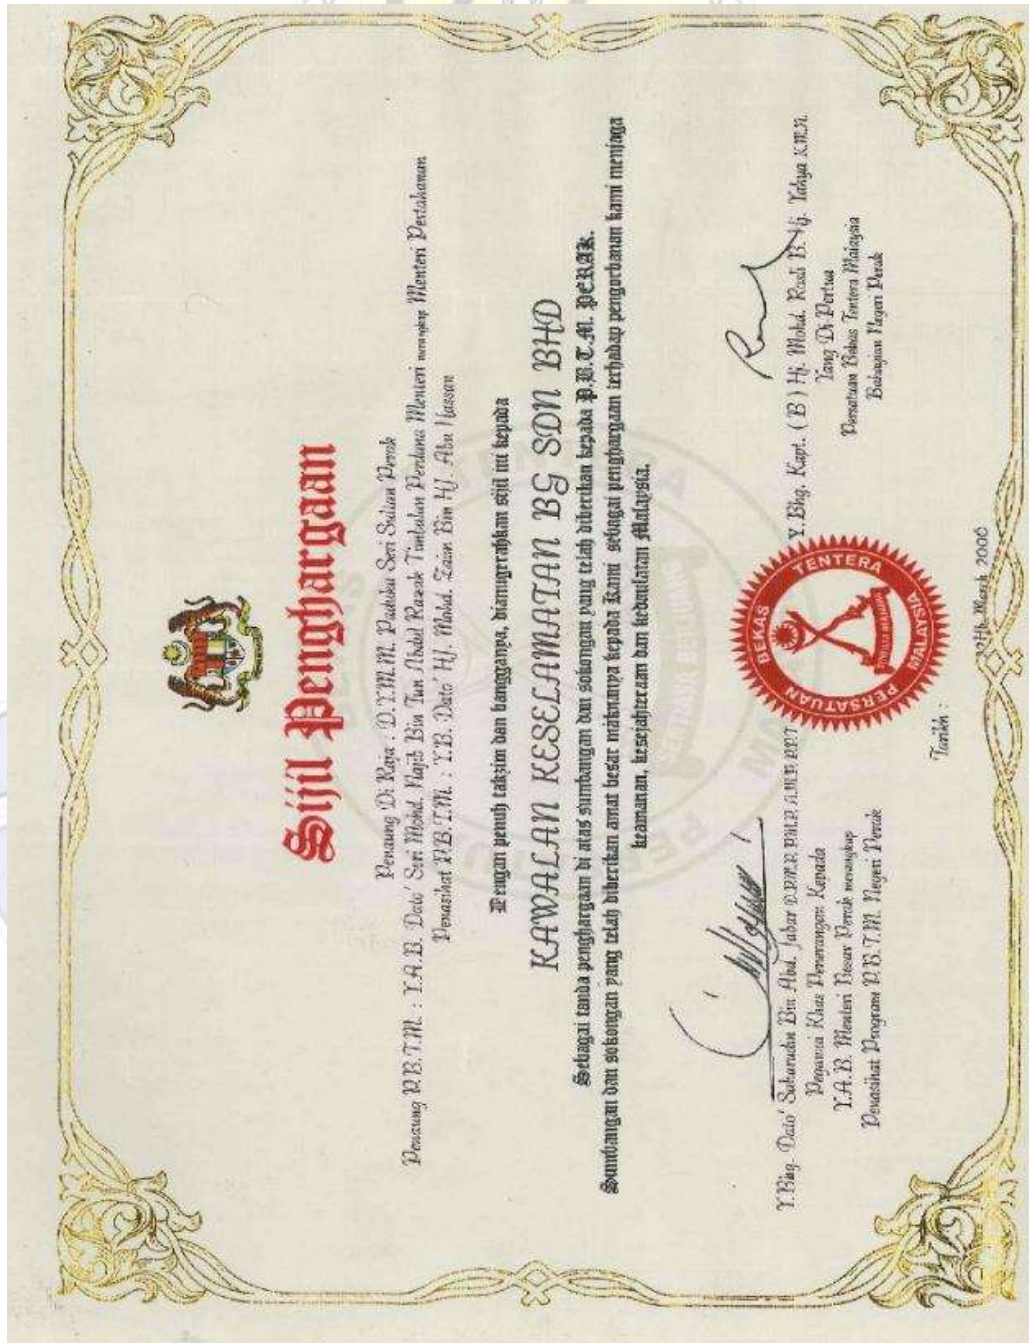 Sijil Penghargaan
Penaung Di Raja : D.Y.M.M. Paduka Seri Sultan Perak
Penaung P.B.T.M. : Y.A.B. Dato' Seri Mohd. Najib Bin Tun Abdul Razak Timbalan Perdana Menteri merangkap Menteri Pertahanan
Penasihat P.B.T.M. : Y.B. Dato' HJ. Mohd. Zaim Bin HJ. Abu Hassan
Dengan penuh takzim dan bangganya, dianugerahkan sijil ini kepada
KAWALAN KESELAMATAN BG SDN BHD
Sebagai tanda penghargaan di atas sumbangan dan sokongan yang telah diberikan kepada P.B.T.M. PERAK.
Sumbangan dan sokongan yang telah diberikan amat besar maknanya kepada Kami sebagai penghargaan terhadap pengorbanan kami menjaga
keamanan, kesejahteraan dan kedaulatan Malaysia.
Y.Bhg. Dato' Saharudin Bin Abd. Jabar D.P.M.P, P.M.P, A.M.P, P.P.T
Pegawai Khas Penerangan Kepada
Y.A.B. Menteri Besar Perak merangkap
Penasihat Program P.B.T.M. Negeri Perak
PERSATUAN BEKAS TENTERA MALAYSIA
Y.Bhg. Kapt. ( B ) Hj. Mohd. Rusli B. Hj. Yahya K.M.N.
Yang Di Pertua
Persatuan Bekas Tentera Malaysia
Bahagian Negeri Perak
Tarikh :
March 2006